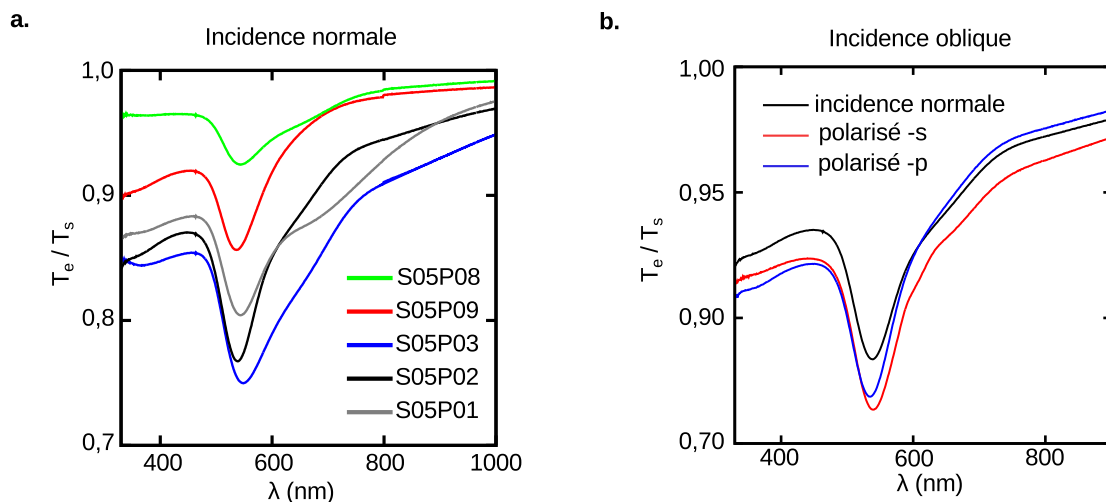 a.
Incidence normale
1,0
0,9
0,8
0,7
Te / Ts
400
600
800
1000
λ (nm)
S05P08
S05P09
S05P03
S05P02
S05P01
b.
Incidence oblique
1,00
0,95
0,90
0,70
Te / Ts
400
600
800
λ (nm)
incidence normale
polarisé -s
polarisé -p